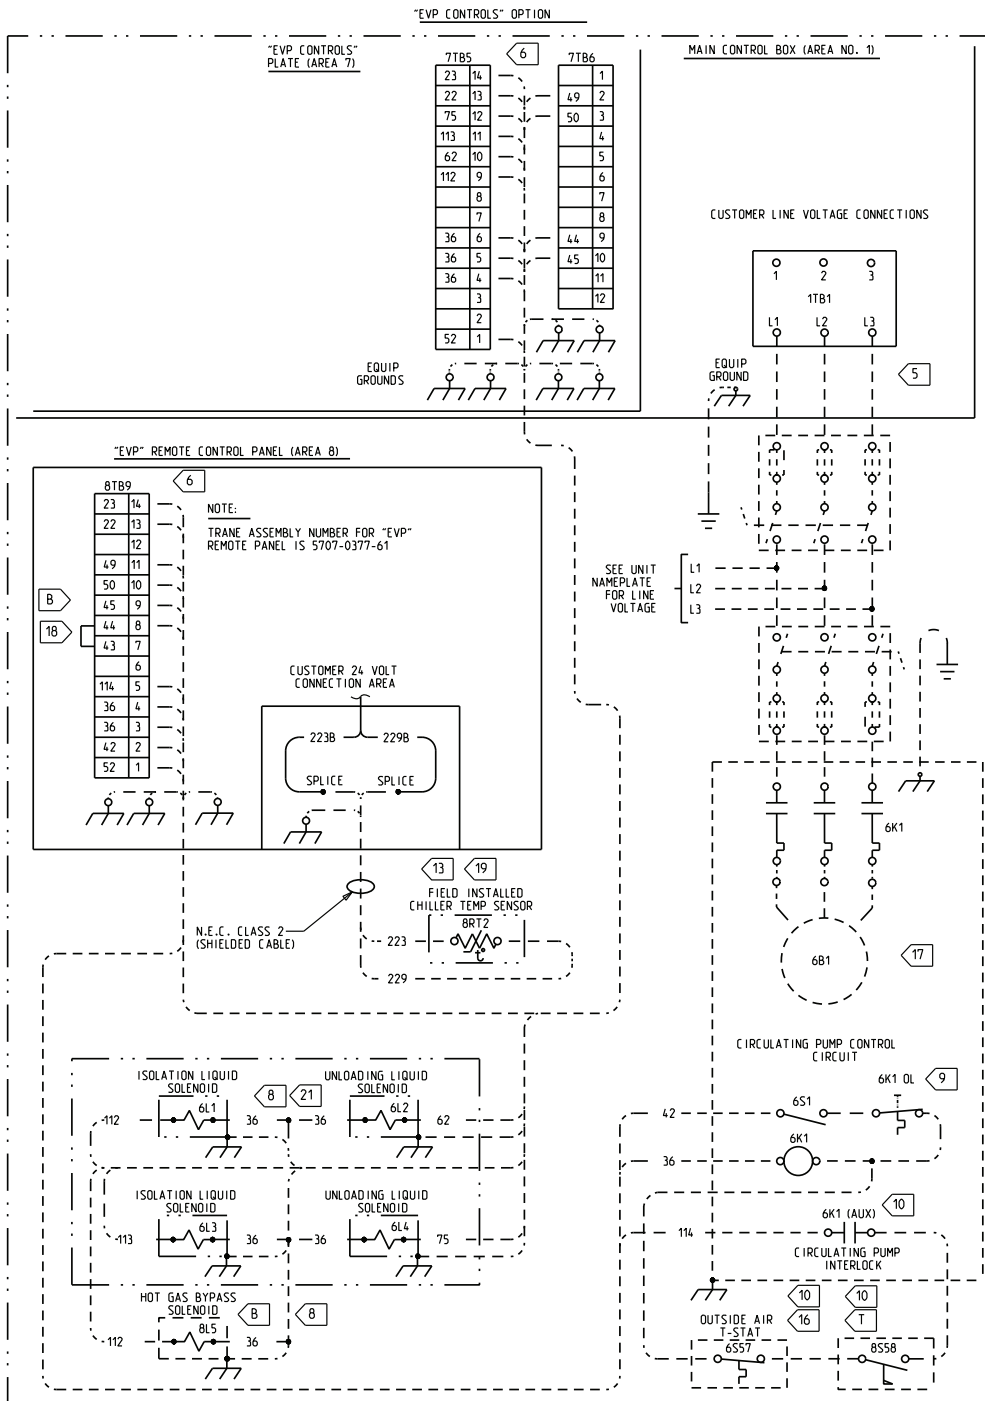 "EVP CONTROLS" OPTION
"EVP CONTROLS"
PLATE (AREA 7)
MAIN CONTROL BOX (AREA NO. 1)
6
7TB5
7TB6
23 14
22 13
75 12
113 11
62 10
112 9
8
7
36 6
36 5
36 4
3
2
52 1
1
49 2
50 3
4
5
6
7
8
44 9
45 10
11
12
CUSTOMER LINE VOLTAGE CONNECTIONS
1 2 3
1TB1
L1 L2 L3
EQUIP
GROUNDS
EQUIP
GROUND
5
"EVP" REMOTE CONTROL PANEL (AREA 8)
8TB9
6
23 14
22 13
12
49 11
50 10
45 9
44 8
43 7
6
114 5
36 4
36 3
42 2
52 1
B
18
NOTE:
TRANE ASSEMBLY NUMBER FOR "EVP"
REMOTE PANEL IS 5707-0377-61
SEE UNIT
NAMEPLATE
FOR LINE
VOLTAGE
L1
L2
L3
CUSTOMER 24 VOLT
CONNECTION AREA
223B 229B
SPLICE SPLICE
6K1
13 19
FIELD INSTALLED
CHILLER TEMP SENSOR
8RT2
t°
N.E.C. CLASS 2
(SHIELDED CABLE)
223
229
6B1
17
CIRCULATING PUMP CONTROL
CIRCUIT
6K1 OL
9
42
6S1
6K1
36
ISOLATION LIQUID
SOLENOID
8 21
UNLOADING LIQUID
SOLENOID
112 6L1 36 36 6L2 62
ISOLATION LIQUID
SOLENOID
UNLOADING LIQUID
SOLENOID
113 6L3 36 36 6L4 75
10
6K1 (AUX)
114
CIRCULATING PUMP
INTERLOCK
HOT GAS BYPASS
SOLENOID
B 8
112 8L5 36
10 10
OUTSIDE AIR
T-STAT
16 T
6S57 8S58